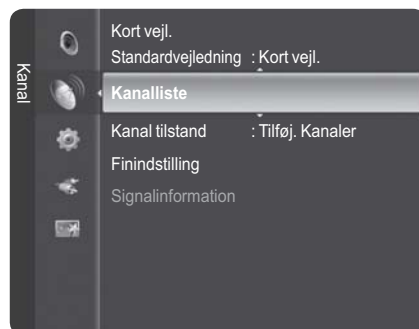 Kanal
Kort vejl.
Standardvejledning : Kort vejl.
Kanalliste
Kanal tilstand : Tilføj. Kanaler
Finindstilling
Signalinformation